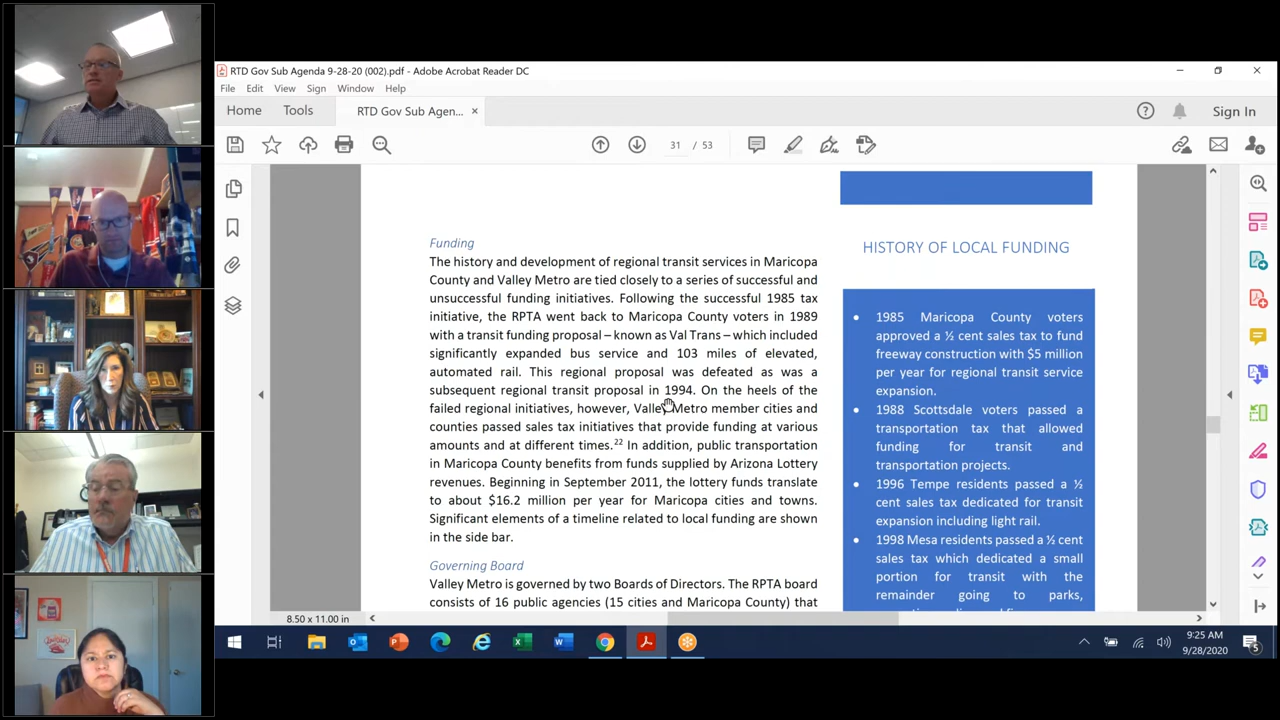 RTD Gov Sub Agenda 9-28-20 (002).pdf - Adobe Acrobat Reader DC
File Edit View Sign Window Help
Home Tools RTD Gov Sub Agen... × Sign In
31 / 53
Funding
The history and development of regional transit services in Maricopa
County and Valley Metro are tied closely to a series of successful and
unsuccessful funding initiatives. Following the successful 1985 tax
initiative, the RPTA went back to Maricopa County voters in 1989
with a transit funding proposal – known as Val Trans – which included
significantly expanded bus service and 103 miles of elevated,
automated rail. This regional proposal was defeated as was a
subsequent regional transit proposal in 1994. On the heels of the
failed regional initiatives, however, Valley Metro member cities and
counties passed sales tax initiatives that provide funding at various
amounts and at different times.22 In addition, public transportation
in Maricopa County benefits from funds supplied by Arizona Lottery
revenues. Beginning in September 2011, the lottery funds translate
to about $16.2 million per year for Maricopa cities and towns.
Significant elements of a timeline related to local funding are shown
in the side bar.
Governing Board
Valley Metro is governed by two Boards of Directors. The RPTA board
consists of 16 public agencies (15 cities and Maricopa County) that
HISTORY OF LOCAL FUNDING
• 1985 Maricopa County voters
approved a ½ cent sales tax to fund
freeway construction with $5 million
per year for regional transit service
expansion.
• 1988 Scottsdale voters passed a
transportation tax that allowed
funding for transit and
transportation projects.
• 1996 Tempe residents passed a ½
cent sales tax dedicated for transit
expansion including light rail.
• 1998 Mesa residents passed a ½ cent
sales tax which dedicated a small
portion for transit with the
remainder going to parks,
8.50 x 11.00 in
9:25 AM
9/28/2020
5